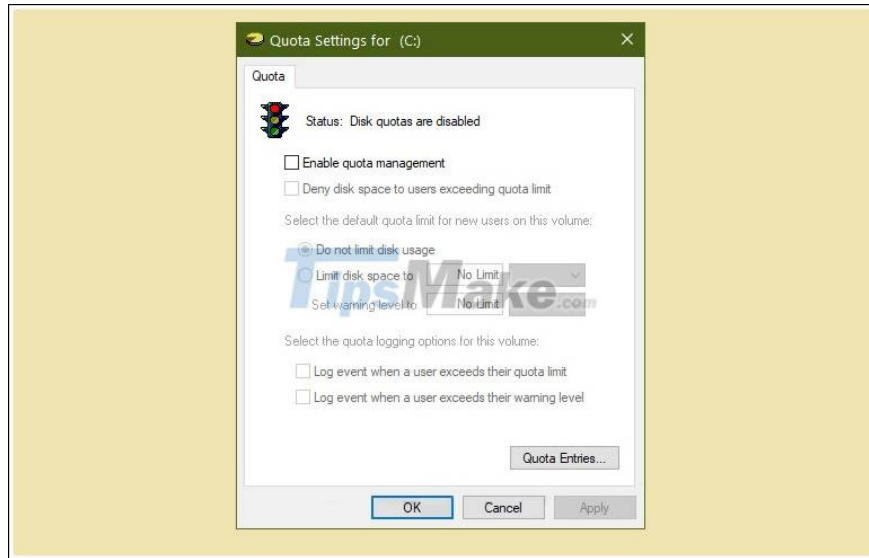 Quota Settings for (C:)
Quota
Status: Disk quotas are disabled
Enable quota management
Deny disk space to users exceeding quota limit
Select the default quota limit for new users on this volume:
Do not limit disk usage
Limit disk space to No Limit
Set warning level to No Limit
TipsMake.com
Select the quota logging options for this volume:
Log event when a user exceeds their quota limit
Log event when a user exceeds their warning level
Quota Entries...
OK Cancel Apply